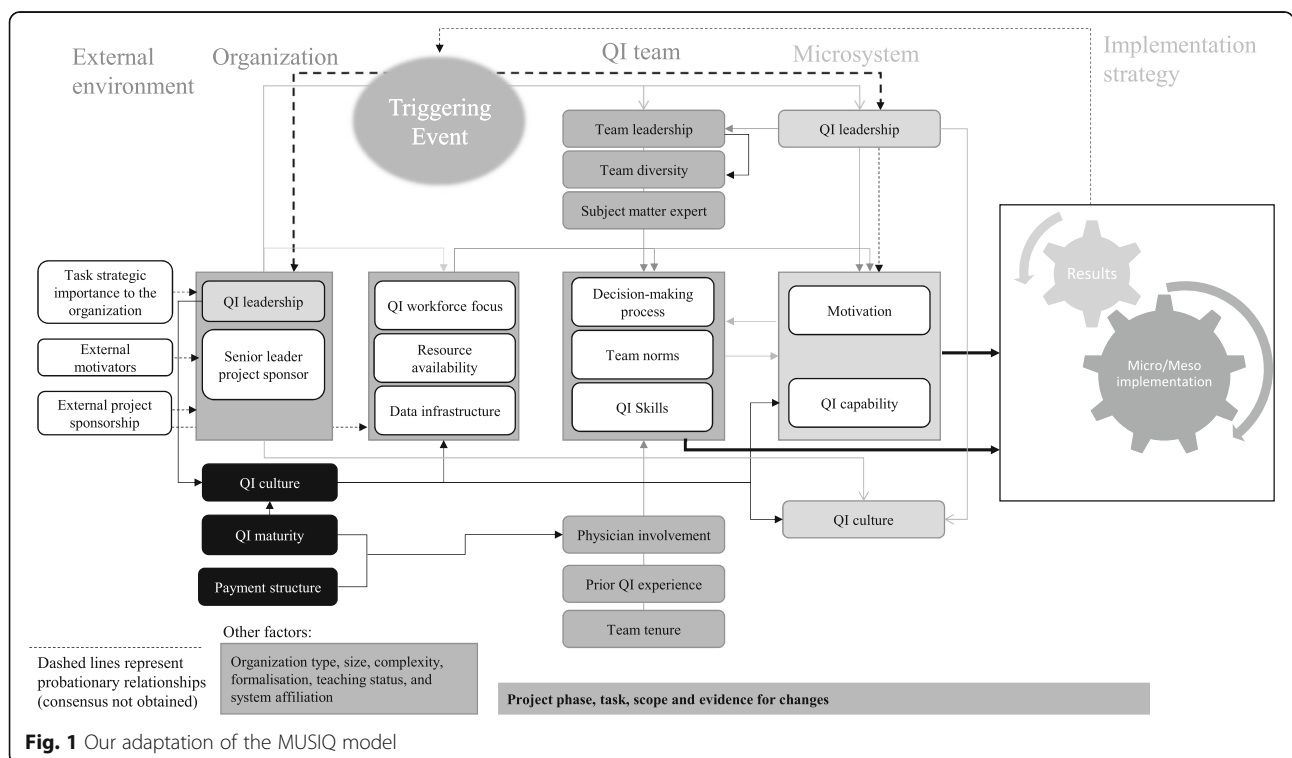 External
environment
Organization
QI team
Microsystem
Implementation
strategy
Triggering
Event
Team leadership
QI leadership
Team diversity
Subject matter expert
Task strategic
importance to the
organization
External
motivators
External project
sponsorship
QI leadership
Senior leader
project sponsor
QI workforce focus
Resource
availability
Data infrastructure
Decision-making
process
Team norms
QI Skills
Motivation
QI capability
Results
Micro/Meso
implementation
QI culture
QI maturity
Payment structure
QI culture
Physician involvement
Prior QI experience
Team tenure
Dashed lines represent
probationary relationships
(consensus not obtained)
Other factors:
Organization type, size, complexity,
formalisation, teaching status, and
system affiliation
Project phase, task, scope and evidence for changes
Fig. 1 Our adaptation of the MUSIQ model